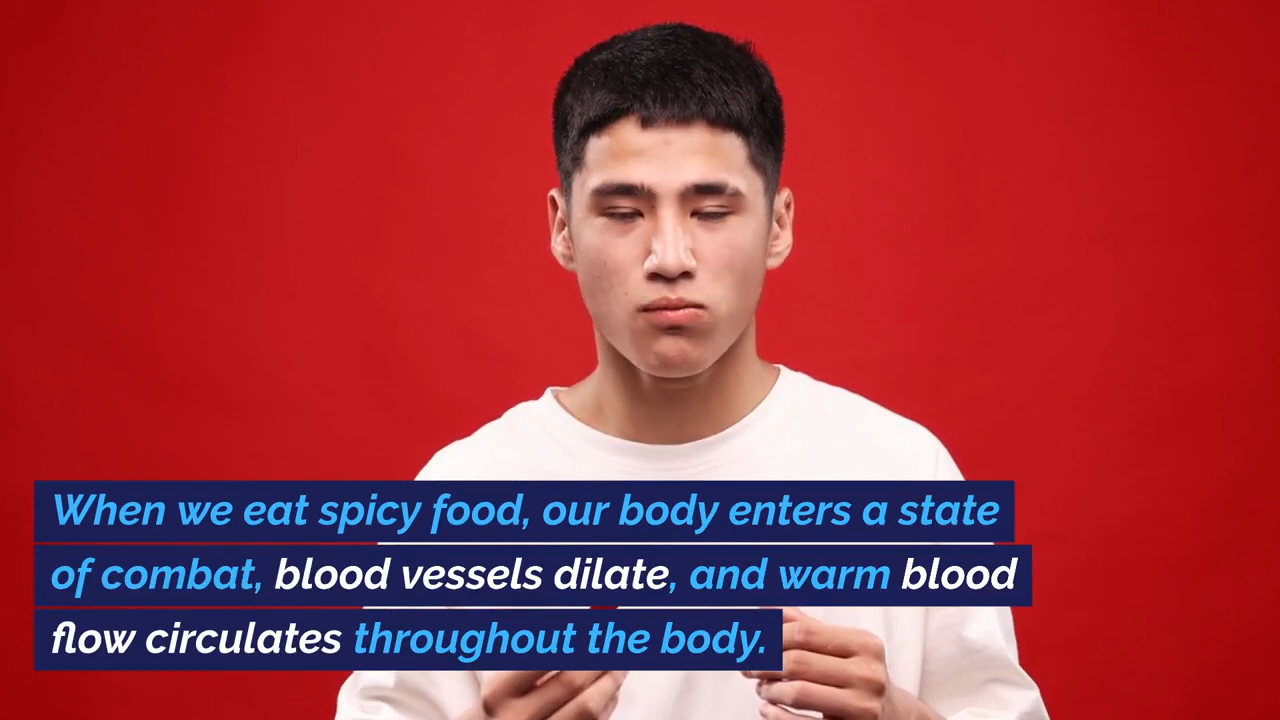 When we eat spicy food, our body enters a state
of combat, blood vessels dilate, and warm blood
flow circulates throughout the body.